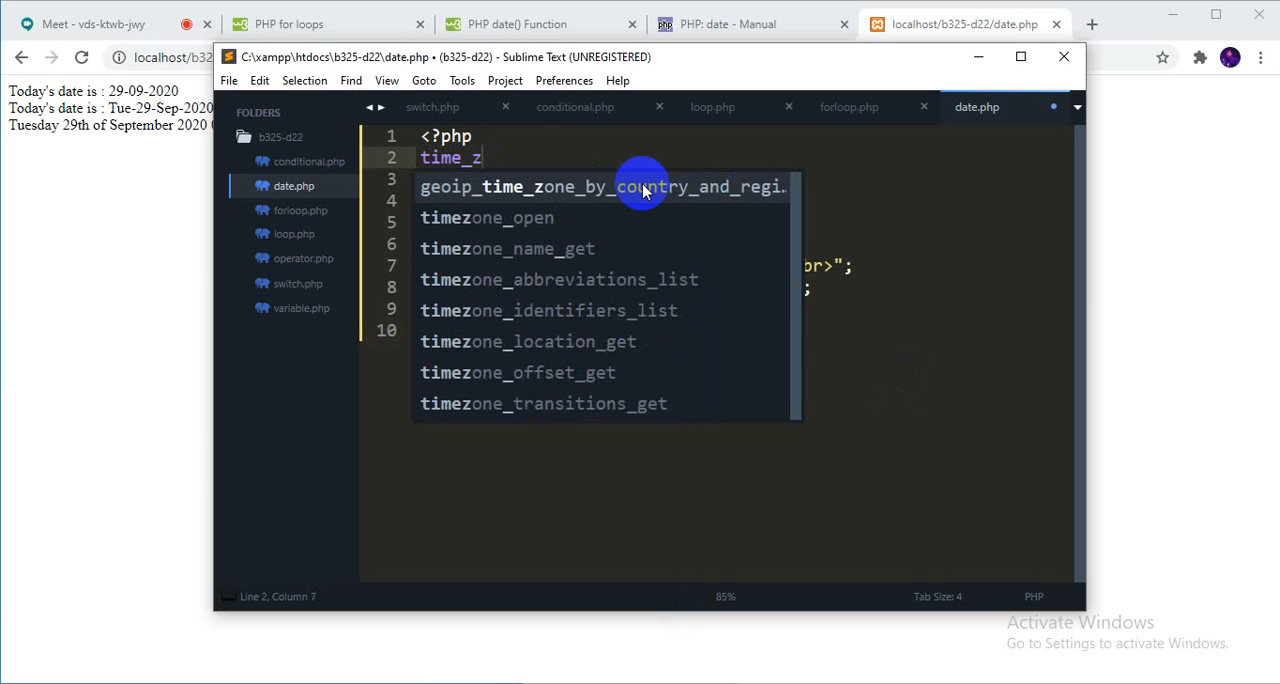 Meet - vds-ktwb-jwy
PHP for loops
PHP date() Function
PHP: date - Manual
localhost/b325-d22/date.php
localhost/b32
Today's date is : 29-09-2020
Today's date is : Tue-29-Sep-2020
Tuesday 29th of September 2020
C:\xampp\htdocs\b325-d22\date.php • (b325-d22) - Sublime Text (UNREGISTERED)
File Edit Selection Find View Goto Tools Project Preferences Help
FOLDERS
b325-d22
conditional.php
date.php
forloop.php
loop.php
operator.php
switch.php
variable.php
switch.php
conditional.php
loop.php
forloop.php
date.php
1 <?php
2 time_z
3
4
5
6
7 br>";
8 ;
9
10
geoip_time_zone_by_country_and_regi..
timezone_open
timezone_name_get
timezone_abbreviations_list
timezone_identifiers_list
timezone_location_get
timezone_offset_get
timezone_transitions_get
Line 2, Column 7
85%
Tab Size: 4
PHP
Activate Windows
Go to Settings to activate Windows.